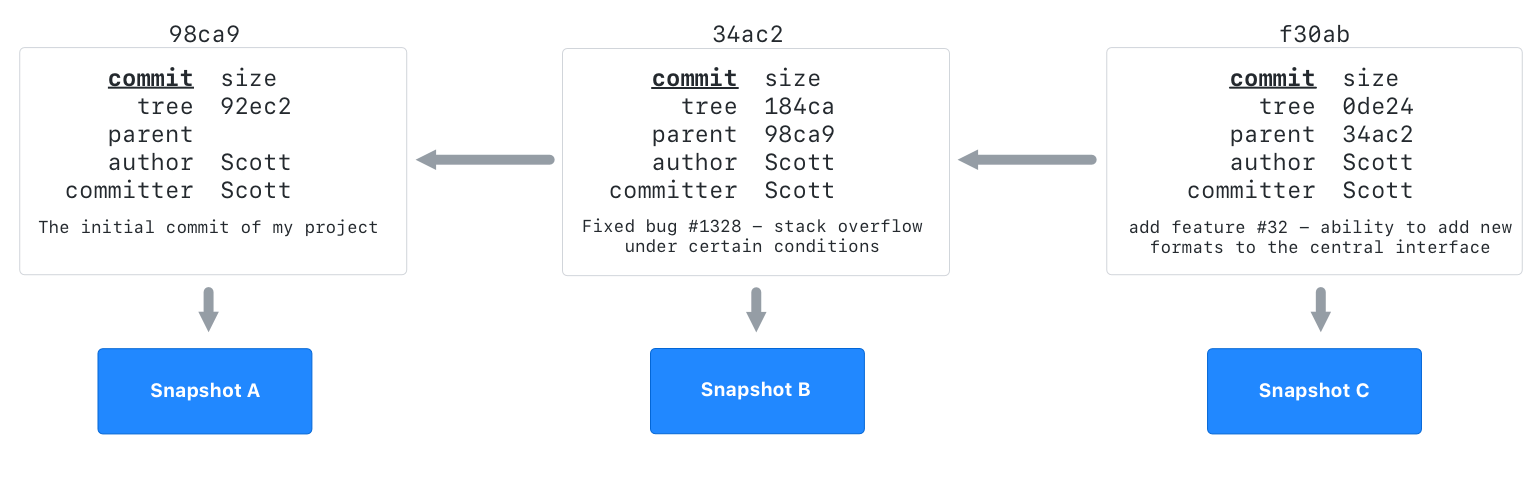 98ca9
commit size
tree 92ec2
parent
author Scott
committer Scott
The initial commit of my project
Snapshot A
34ac2
commit size
tree 184ca
parent 98ca9
author Scott
committer Scott
Fixed bug #1328 – stack overflow
under certain conditions
Snapshot B
f30ab
commit size
tree 0de24
parent 34ac2
author Scott
committer Scott
add feature #32 – ability to add new
formats to the central interface
Snapshot C